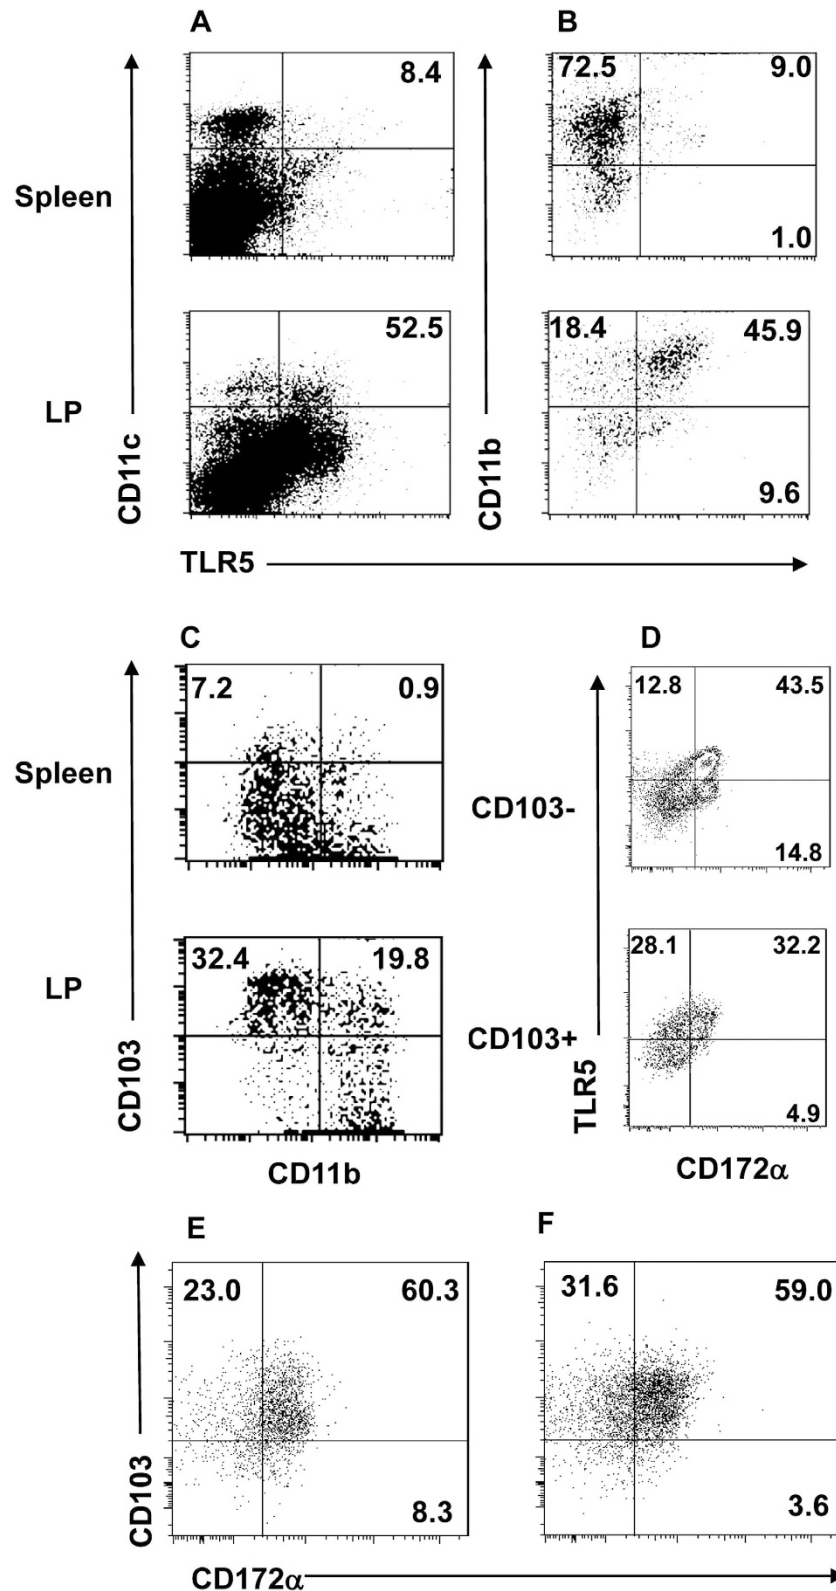 A B
8.4
72.5 9.0
Spleen
1.0
52.5
18.4 45.9
LP
CD11c
CD11b
9.6
TLR5
C D
7.2 0.9
12.8 43.5
Spleen
CD103-
14.8
32.4 19.8
28.1 32.2
LP
CD103+
CD103
TLR5
4.9
CD11b
CD172α
E F
23.0 60.3
31.6 59.0
CD103
8.3
3.6
CD172α